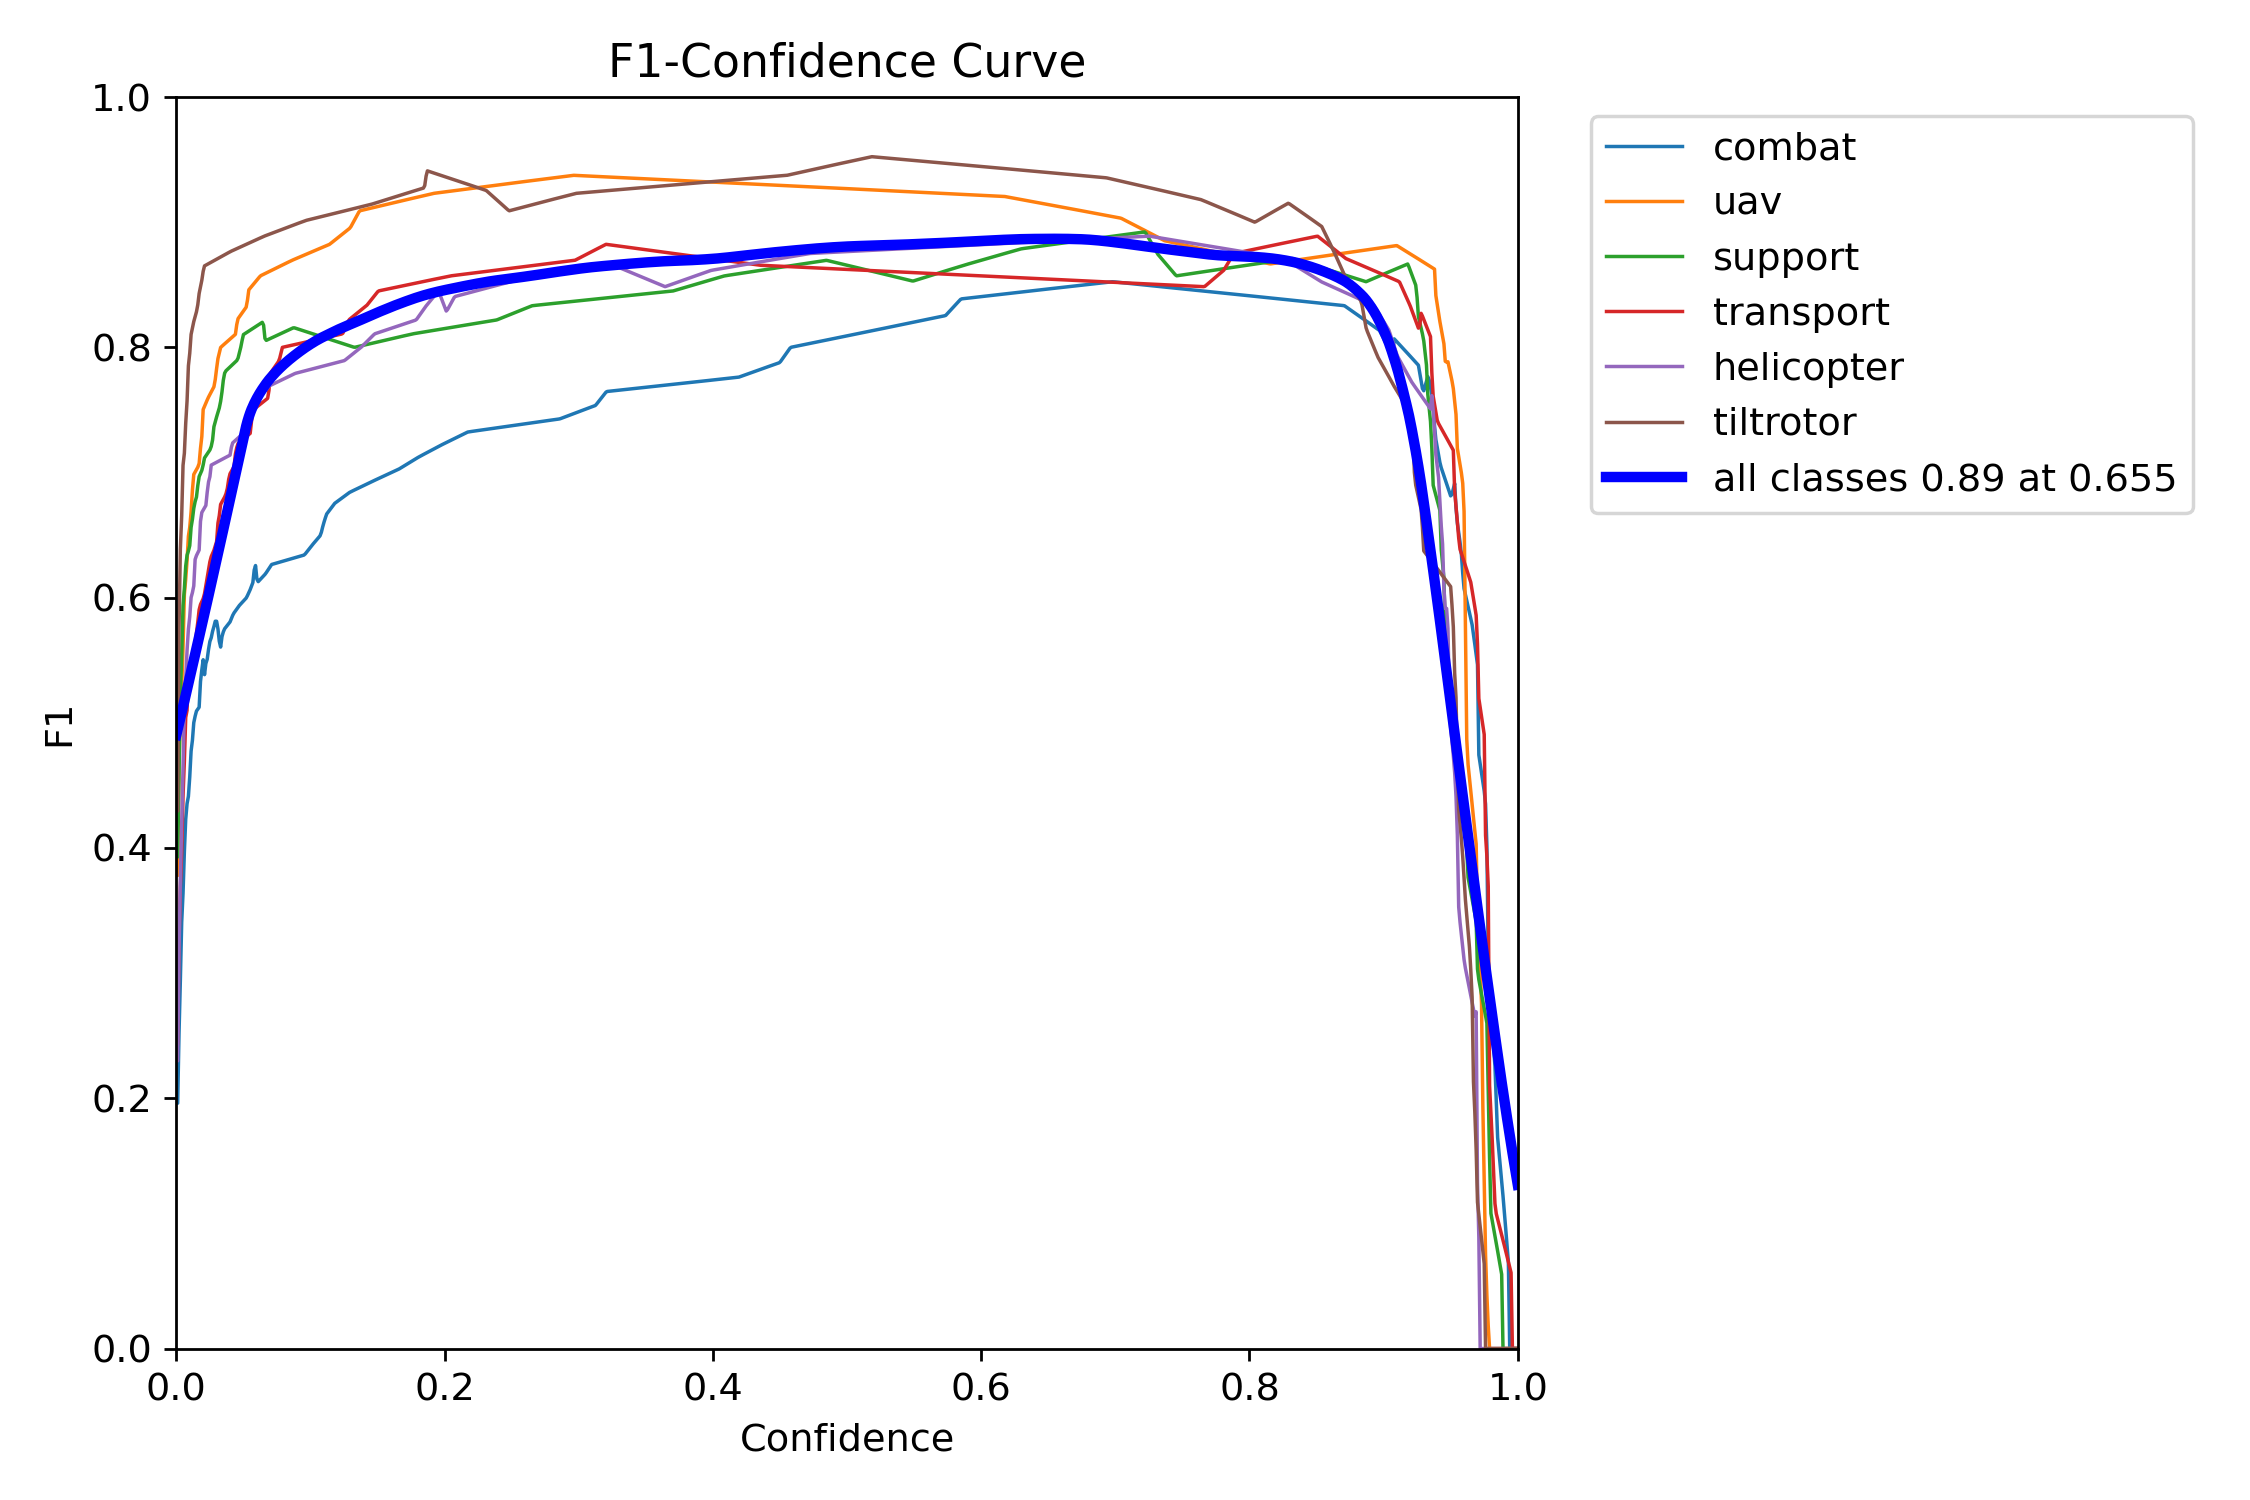 F1-Confidence Curve
1.0
0.8
0.6
0.4
0.2
0.0
F1
0.0 0.2 0.4 0.6 0.8 1.0
Confidence
combat
uav
support
transport
helicopter
tiltrotor
all classes 0.89 at 0.655